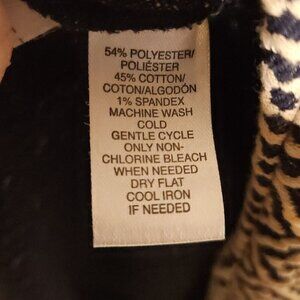 54% POLYESTER/
POLIÉSTER
45% COTTON/
COTON/ALGODÓN
1% SPANDEX
MACHINE WASH
COLD
GENTLE CYCLE
ONLY NON-
CHLORINE BLEACH
WHEN NEEDED
DRY FLAT
COOL IRON
IF NEEDED